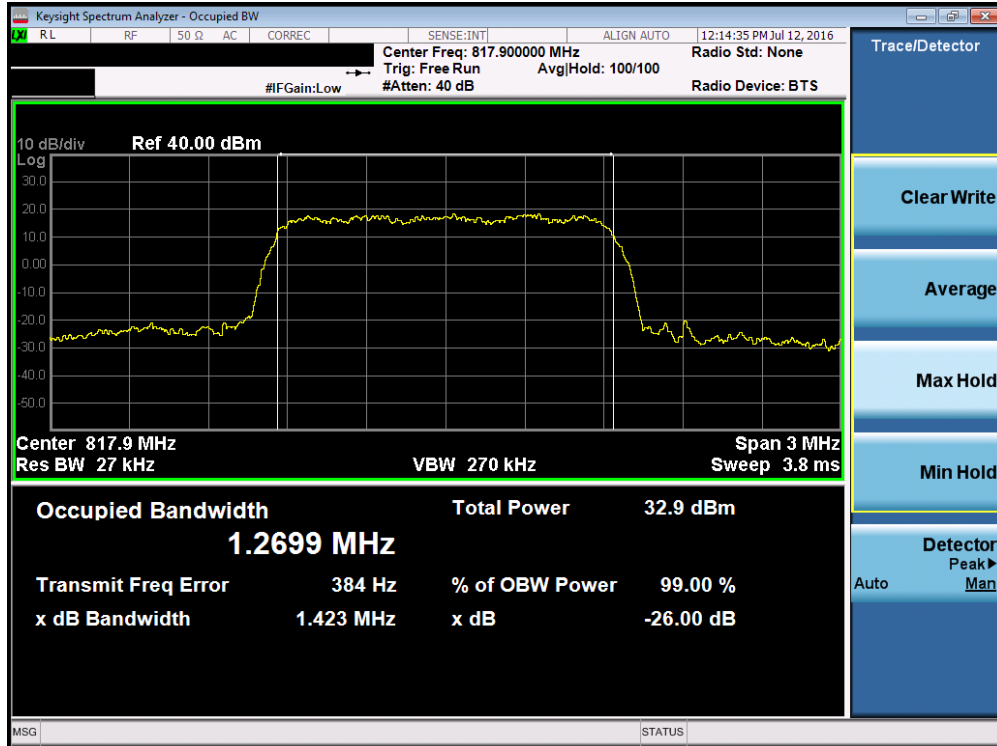 Keysight Spectrum Analyzer - Occupied BW
LXI RL RF 50 Ω AC CORREC SENSE:INT ALIGN AUTO 12:14:35 PM Jul 12, 2016
Center Freq: 817.900000 MHz Radio Std: None
Trig: Free Run Avg|Hold: 100/100
#IFGain:Low #Atten: 40 dB Radio Device: BTS
Trace/Detector
10 dB/div Ref 40.00 dBm
Log
30.0
20.0
10.0
0.00
-10.0
-20.0
-30.0
-40.0
-50.0
Center 817.9 MHz Span 3 MHz
Res BW 27 kHz VBW 270 kHz Sweep 3.8 ms
Occupied Bandwidth Total Power 32.9 dBm
1.2699 MHz
Transmit Freq Error 384 Hz % of OBW Power 99.00 %
x dB Bandwidth 1.423 MHz x dB -26.00 dB
Clear Write
Average
Max Hold
Min Hold
Detector
Peak▶
Auto Man
MSG STATUS